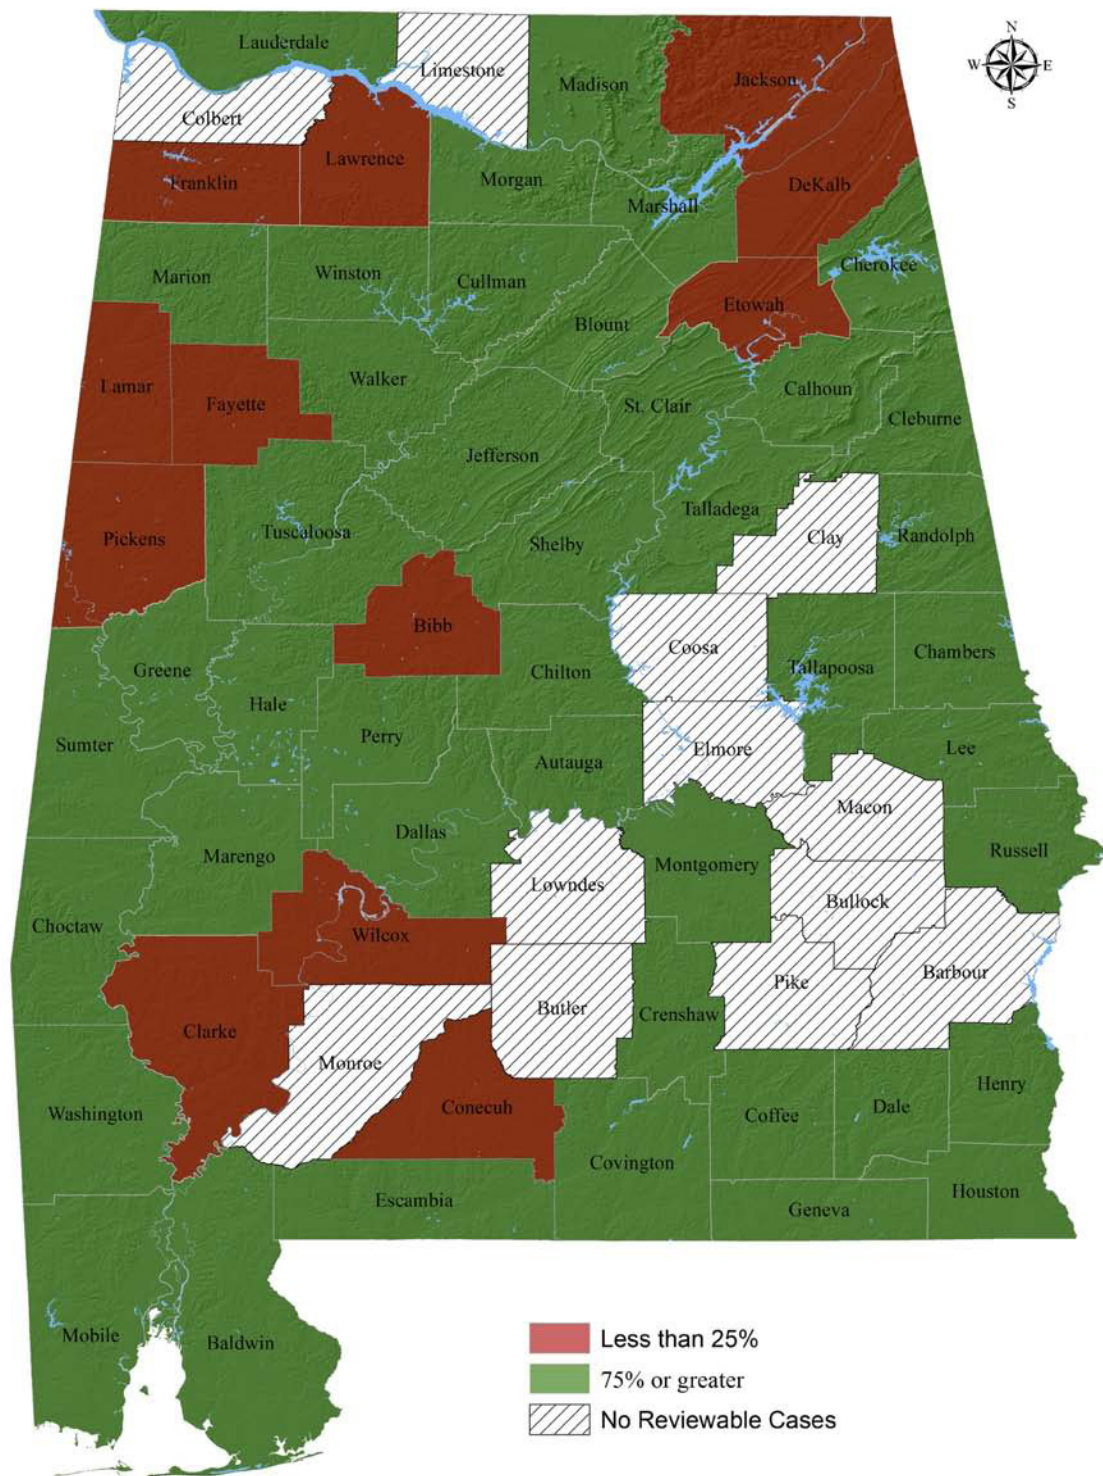 N
W E
S
Lauderdale
Limestone
Madison
Jackson
Colbert
Lawrence
Franklin
Morgan
DeKalb
Marshall
Marion
Winston
Cullman
Cherokee
Etowah
Blount
Lamar
Fayette
Walker
St. Clair
Calhoun
Cleburne
Jefferson
Talladega
Pickens
Tuscaloosa
Shelby
Clay
Randolph
Bibb
Coosa
Chambers
Greene
Chilton
Tallapoosa
Hale
Sumter
Perry
Elmore
Lee
Autauga
Macon
Dallas
Marengo
Montgomery
Russell
Lowndes
Bullock
Choctaw
Wilcox
Barbour
Pike
Butler
Crenshaw
Clarke
Monroe
Henry
Washington
Conecuh
Coffee
Dale
Covington
Escambia
Houston
Geneva
Mobile
Baldwin
Less than 25%
75% or greater
No Reviewable Cases